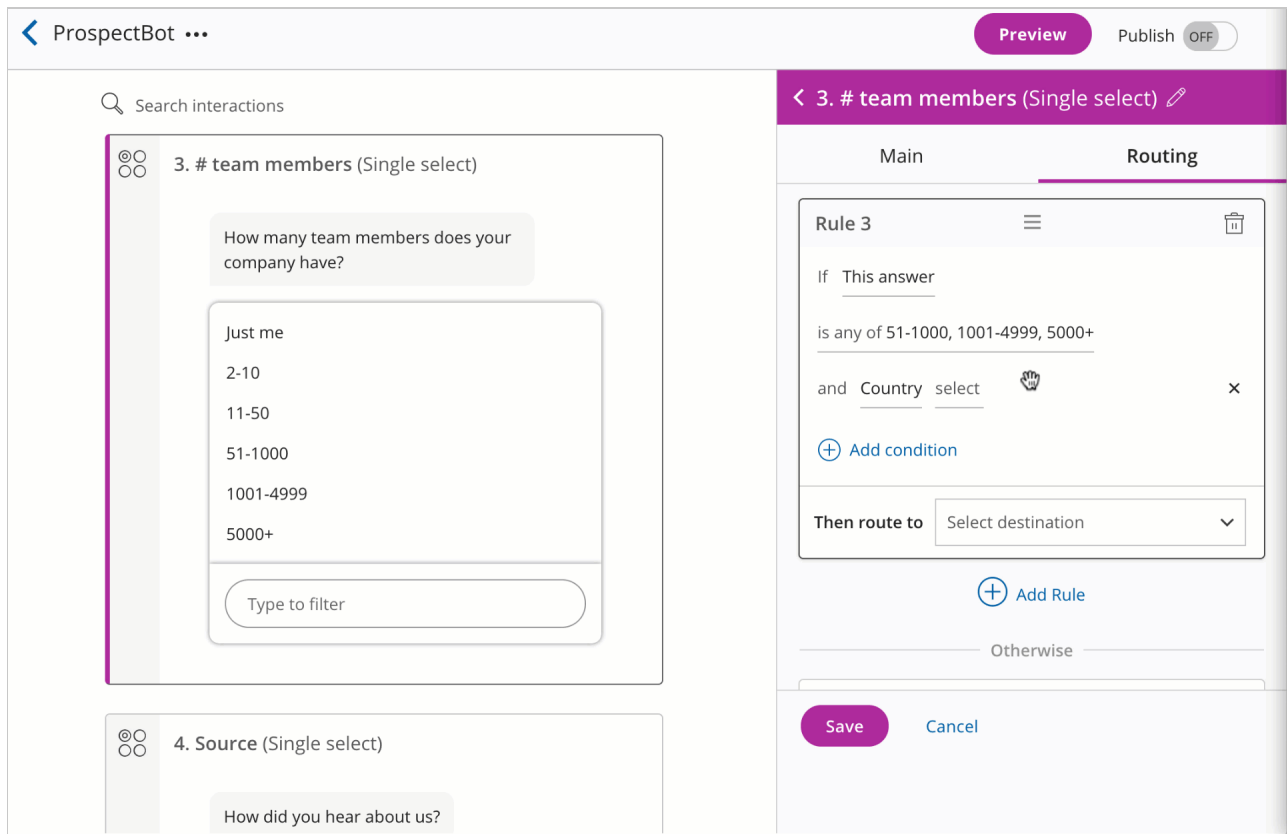 ProspectBot •••
Preview
Publish OFF
Search interactions
3. # team members (Single select)
How many team members does your
company have?
Just me
2-10
11-50
51-1000
1001-4999
5000+
Type to filter
4. Source (Single select)
How did you hear about us?
3. # team members (Single select)
Main
Routing
Rule 3
If This answer
is any of 51-1000, 1001-4999, 5000+
and Country select
Add condition
Then route to Select destination
Add Rule
Otherwise
Save
Cancel